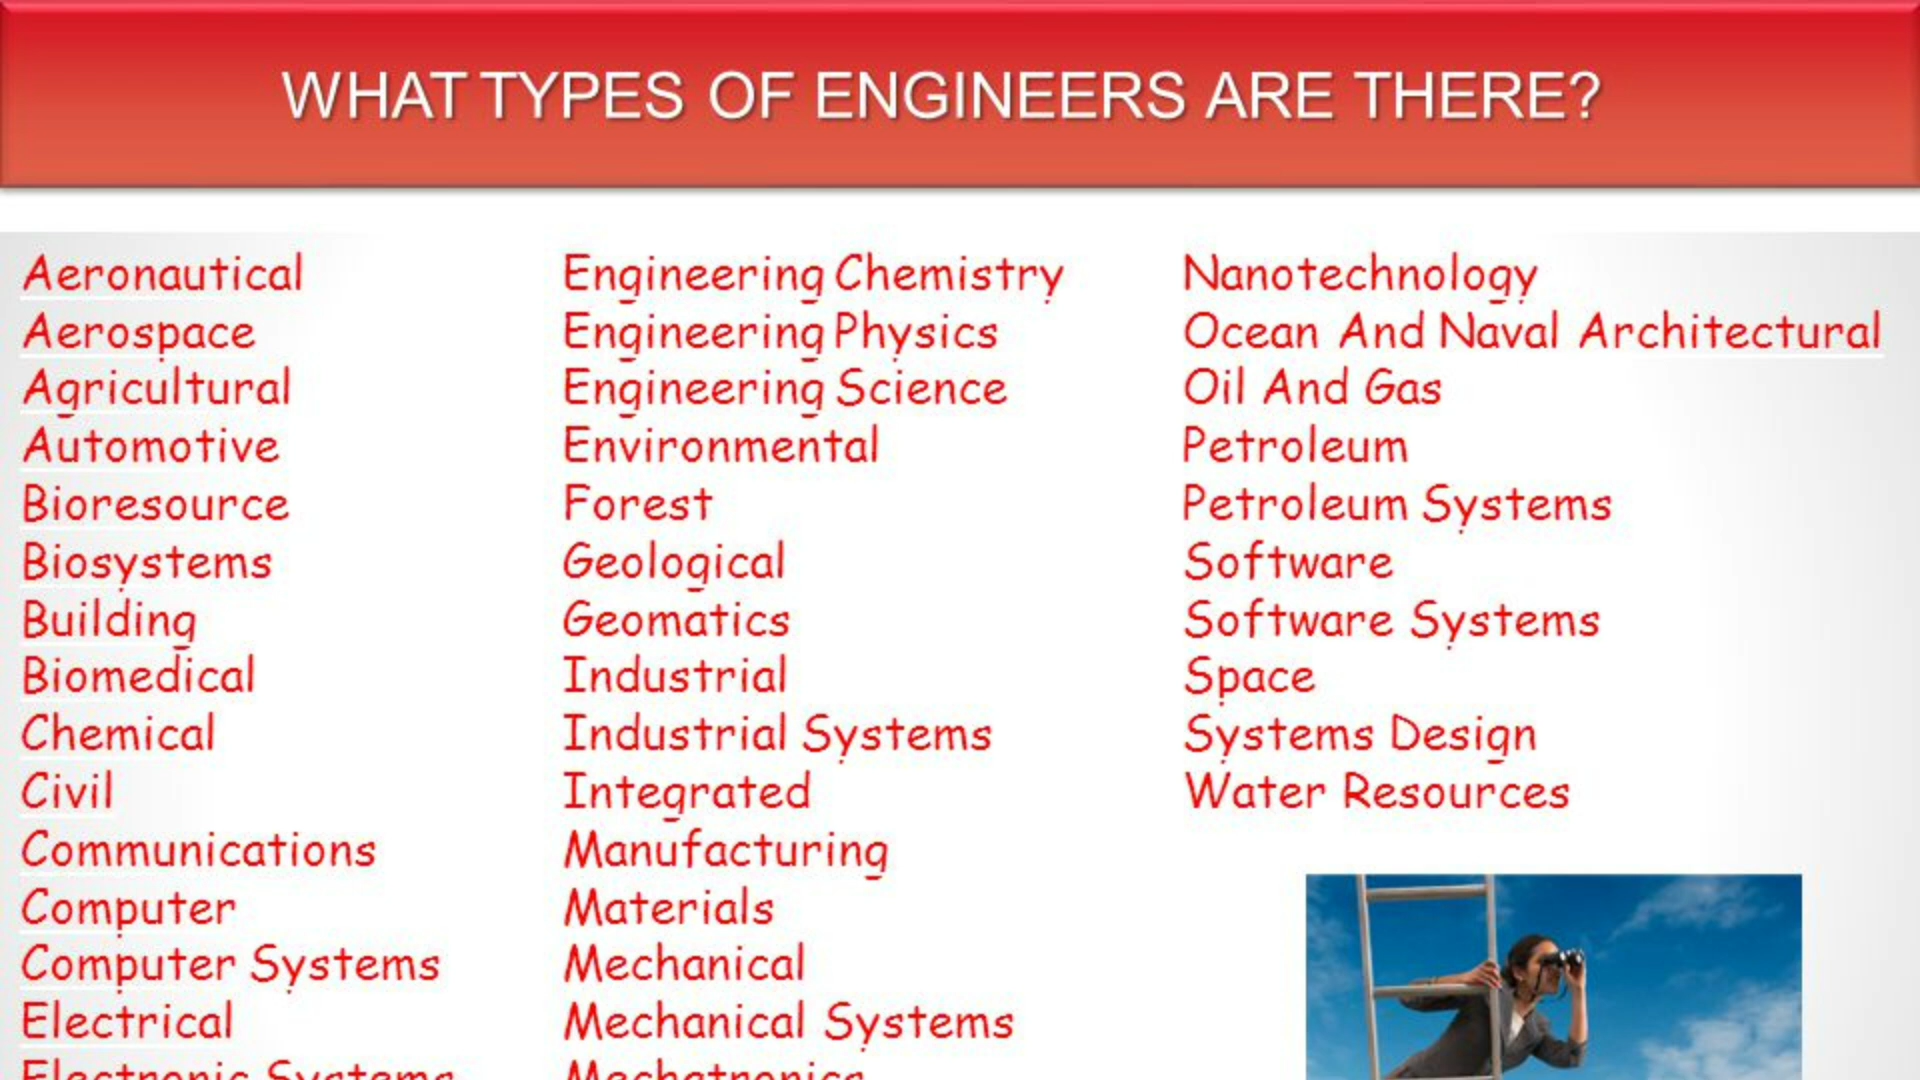 WHAT TYPES OF ENGINEERS ARE THERE?
Aeronautical
Aerospace
Agricultural
Automotive
Bioresource
Biosystems
Building
Biomedical
Chemical
Civil
Communications
Computer
Computer Systems
Electrical
Electronic Systems
Engineering Chemistry
Engineering Physics
Engineering Science
Environmental
Forest
Geological
Geomatics
Industrial
Industrial Systems
Integrated
Manufacturing
Materials
Mechanical
Mechanical Systems
Mechatronics
Nanotechnology
Ocean And Naval Architectural
Oil And Gas
Petroleum
Petroleum Systems
Software
Software Systems
Space
Systems Design
Water Resources